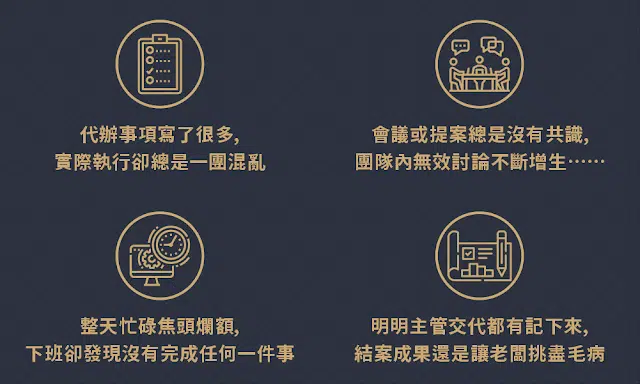 代辦事項寫了很多,
實際執行卻總是一團混亂
會議或提案總是沒有共識,
團隊內無效討論不斷增生⋯⋯
整天忙碌焦頭爛額,
下班卻發現沒有完成任何一件事
明明主管交代都有記下來,
結案成果還是讓老闆挑盡毛病